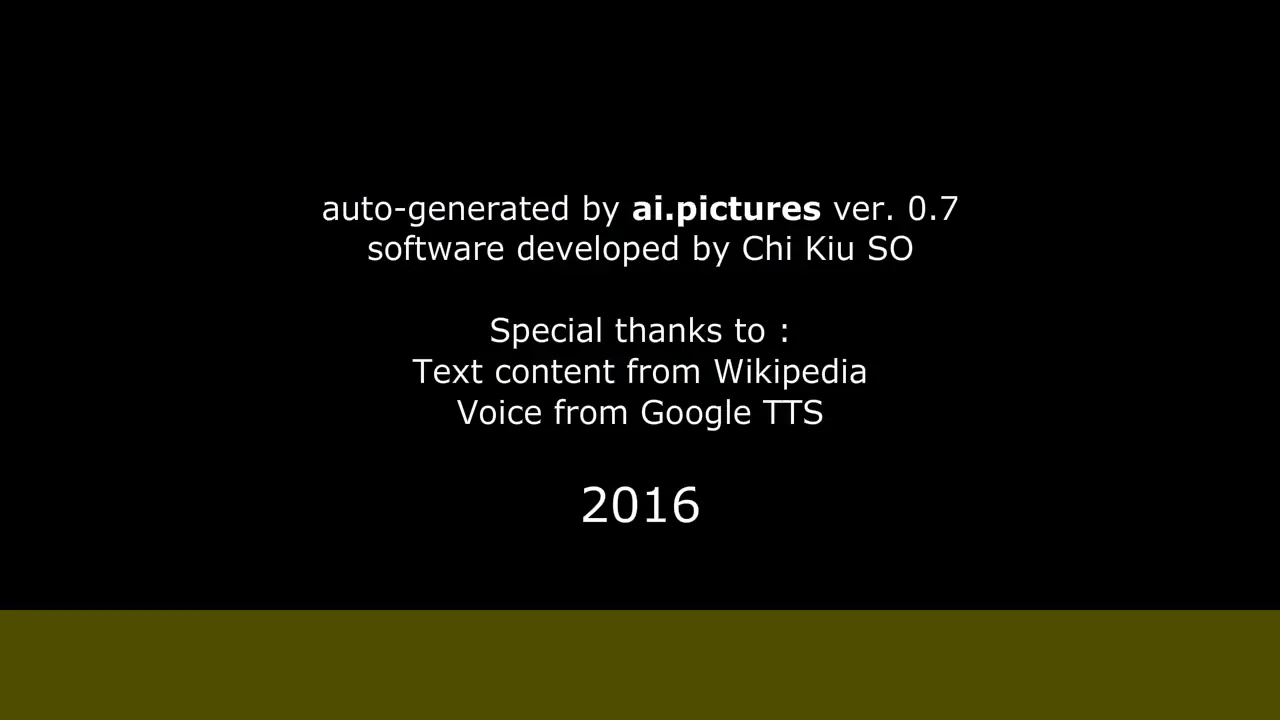 auto-generated by ai.pictures ver. 0.7
software developed by Chi Kiu SO
Special thanks to :
Text content from Wikipedia
Voice from Google TTS
2016